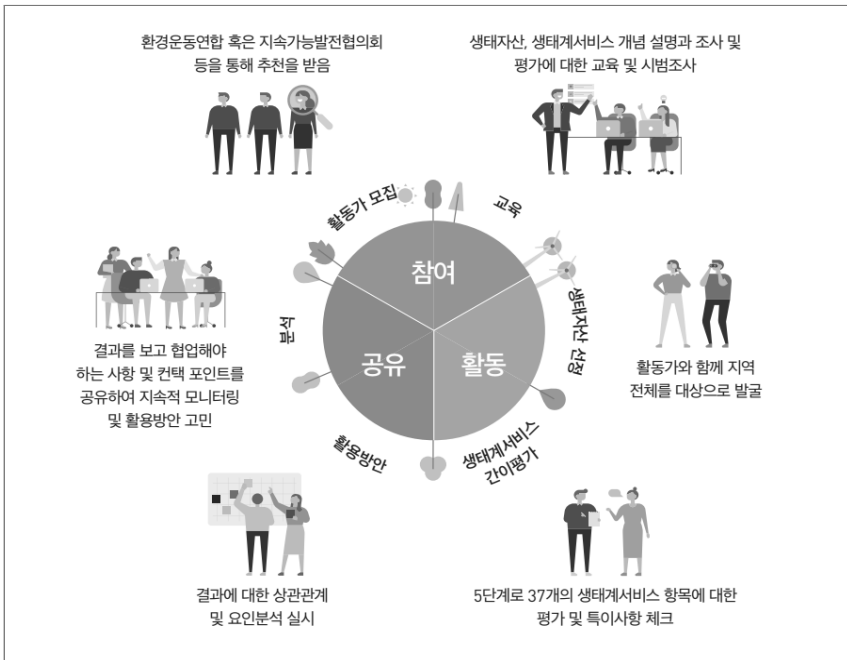 환경운동연합 혹은 지속가능발전협의회
등을 통해 추천을 받음
생태자산, 생태계서비스 개념 설명과 조사 및
평가에 대한 교육 및 시범조사
활동가 모집
교육
참여
결과를 보고 협업해야
하는 사항 및 컨택 포인트를
공유하여 지속적 모니터링
및 활용방안 고민
분석
공유
활동
생태자산 선정
활동가와 함께 지역
전체를 대상으로 발굴
활용방안
생태계서비스
간이평가
결과에 대한 상관관계
및 요인분석 실시
5단계로 37개의 생태계서비스 항목에 대한
평가 및 특이사항 체크